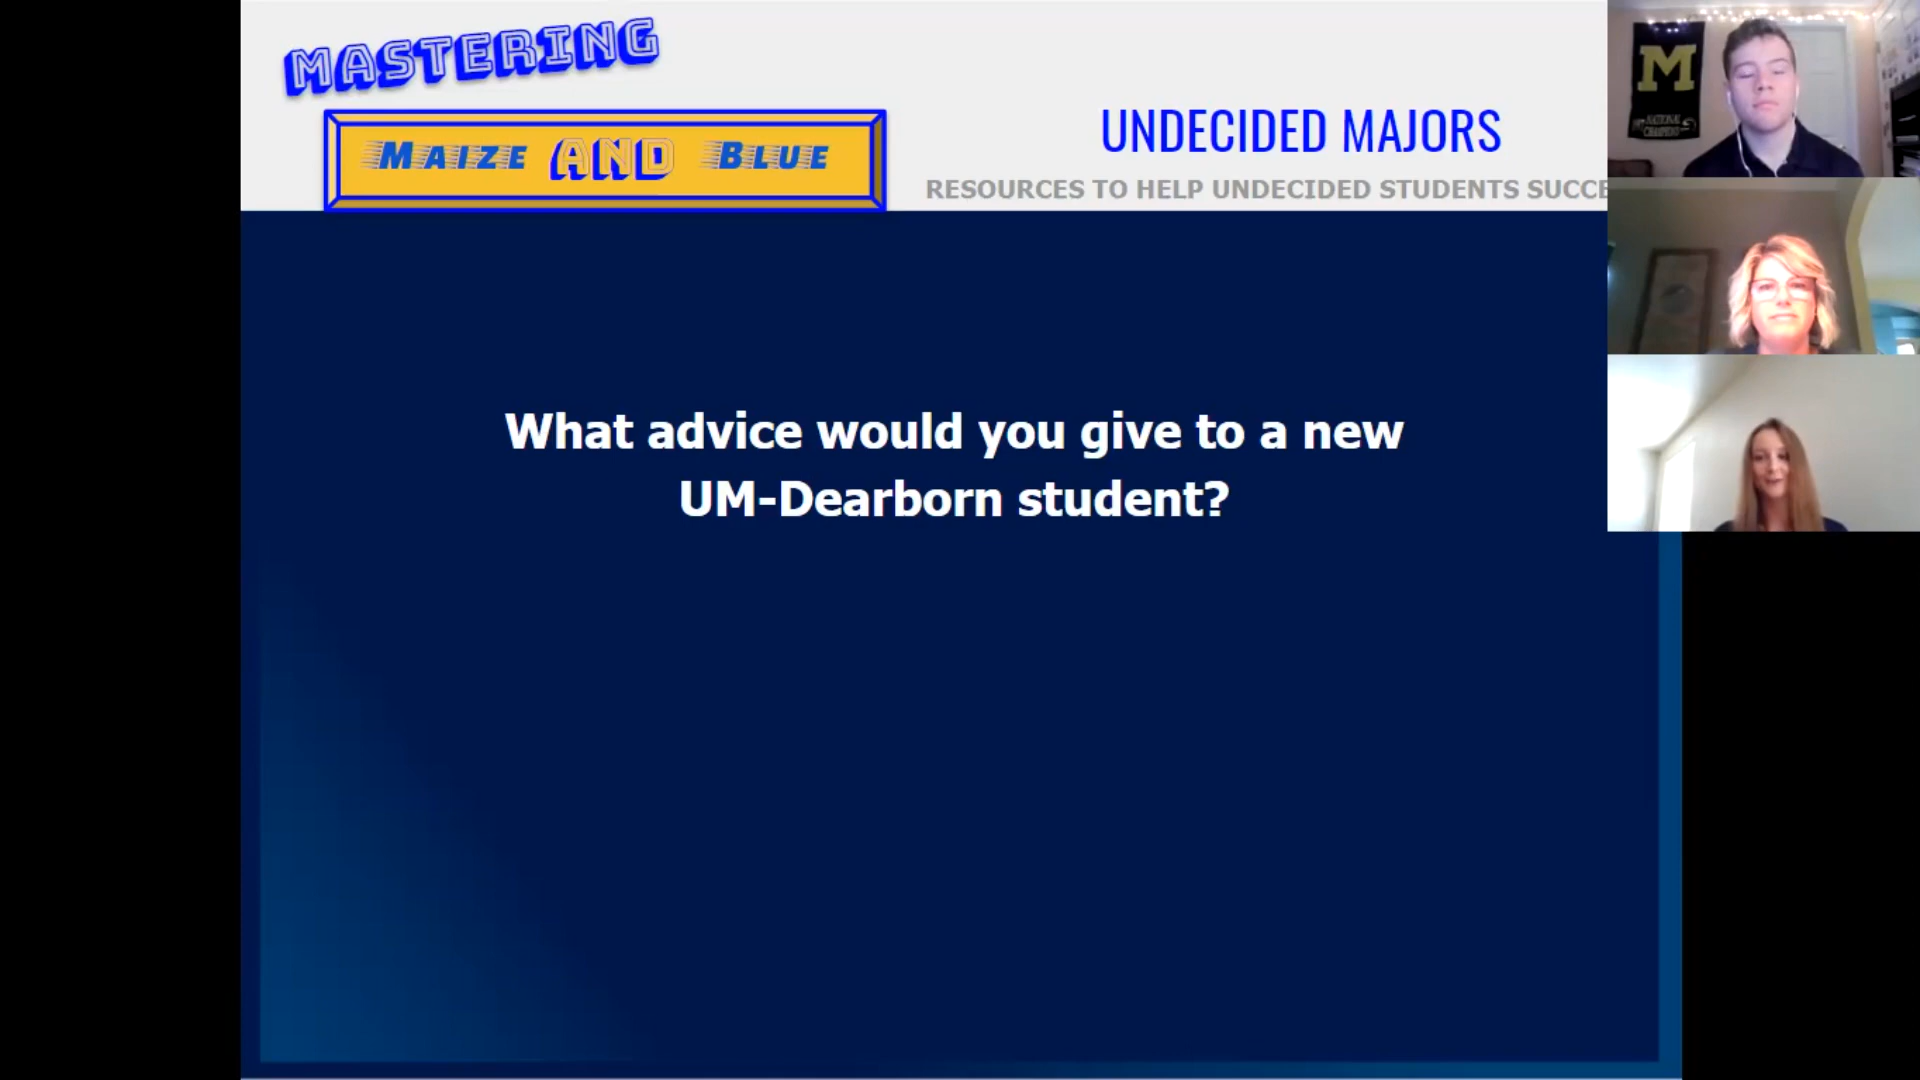 MASTERING
MAIZE AND BLUE
UNDECIDED MAJORS
RESOURCES TO HELP UNDECIDED STUDENTS SUCCE
What advice would you give to a new
UM-Dearborn student?
M
NATIONAL